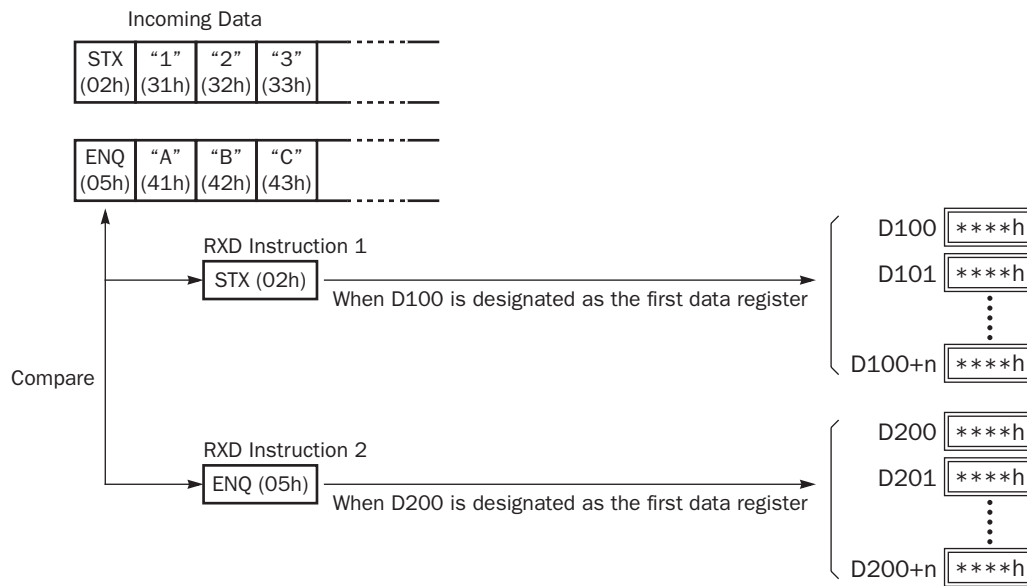 Incoming Data
STX “1” “2” “3”
(02h) (31h) (32h) (33h)
ENQ “A” “B” “C”
(05h) (41h) (42h) (43h)
D100 ****h
RXD Instruction 1
STX (02h)
D101 ****h
When D100 is designated as the first data register
D100+n ****h
Compare
D200 ****h
RXD Instruction 2
ENQ (05h)
D201 ****h
When D200 is designated as the first data register
D200+n ****h